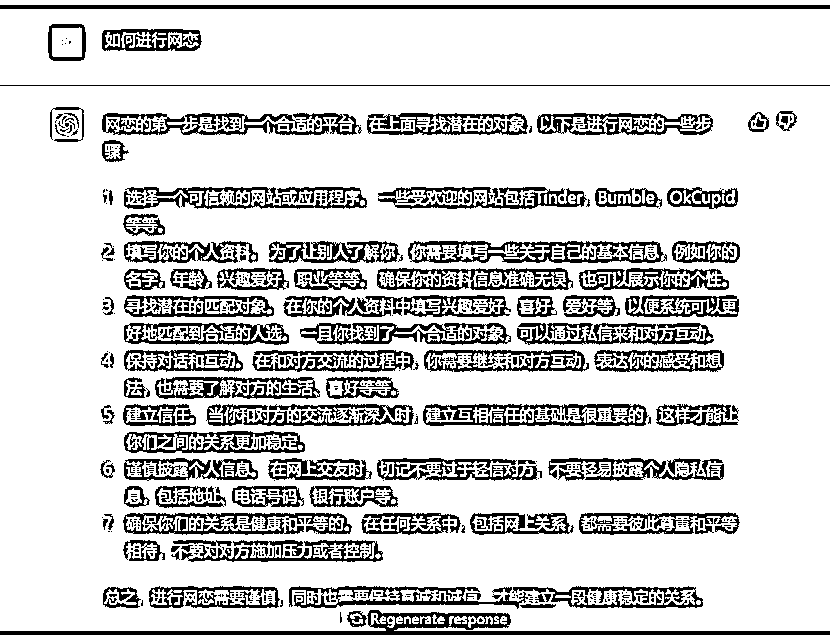 如何进行网恋
网恋的第一步是找到一个合适的平台，在上面寻找潜在的对象，以下是进行网恋的一些步
骤：
1 选择一个可信赖的网站或应用程序。一些受欢迎的网站包括Tinder，Bumble，OkCupid
等等。
2 填写你的个人资料。为了让别人了解你，你需要填写一些关于自己的基本信息，例如你的
名字，年龄，兴趣爱好，职业等等。确保你的资料信息准确无误，也可以展示你的个性。
3 寻找潜在的匹配对象。在你的个人资料中填写兴趣爱好、喜好、爱好等，以便系统可以更
好地匹配到合适的人选。一旦你找到了一个合适的对象，可以通过私信来和对方互动。
4 保持对话和互动。在和对方交流的过程中，你需要继续和对方互动，表达你的感受和想
法，也需要了解对方的生活、喜好等等。
5 建立信任。当你和对方的交流逐渐深入时，建立互相信任的基础是很重要的，这样才能让
你们之间的关系更加稳定。
6 谨慎披露个人信息。在网上交友时，切记不要过于轻信对方，不要轻易披露个人隐私信
息，包括地址、电话号码，银行账户等。
7 确保你们的关系是健康和平等的。在任何关系中，包括网上关系，都需要彼此尊重和平等
相待，不要对对方施加压力或者控制。
总之，进行网恋需要谨慎，同时也需要保持真诚和诚信，才能建立一段健康稳定的关系。
Regenerate response